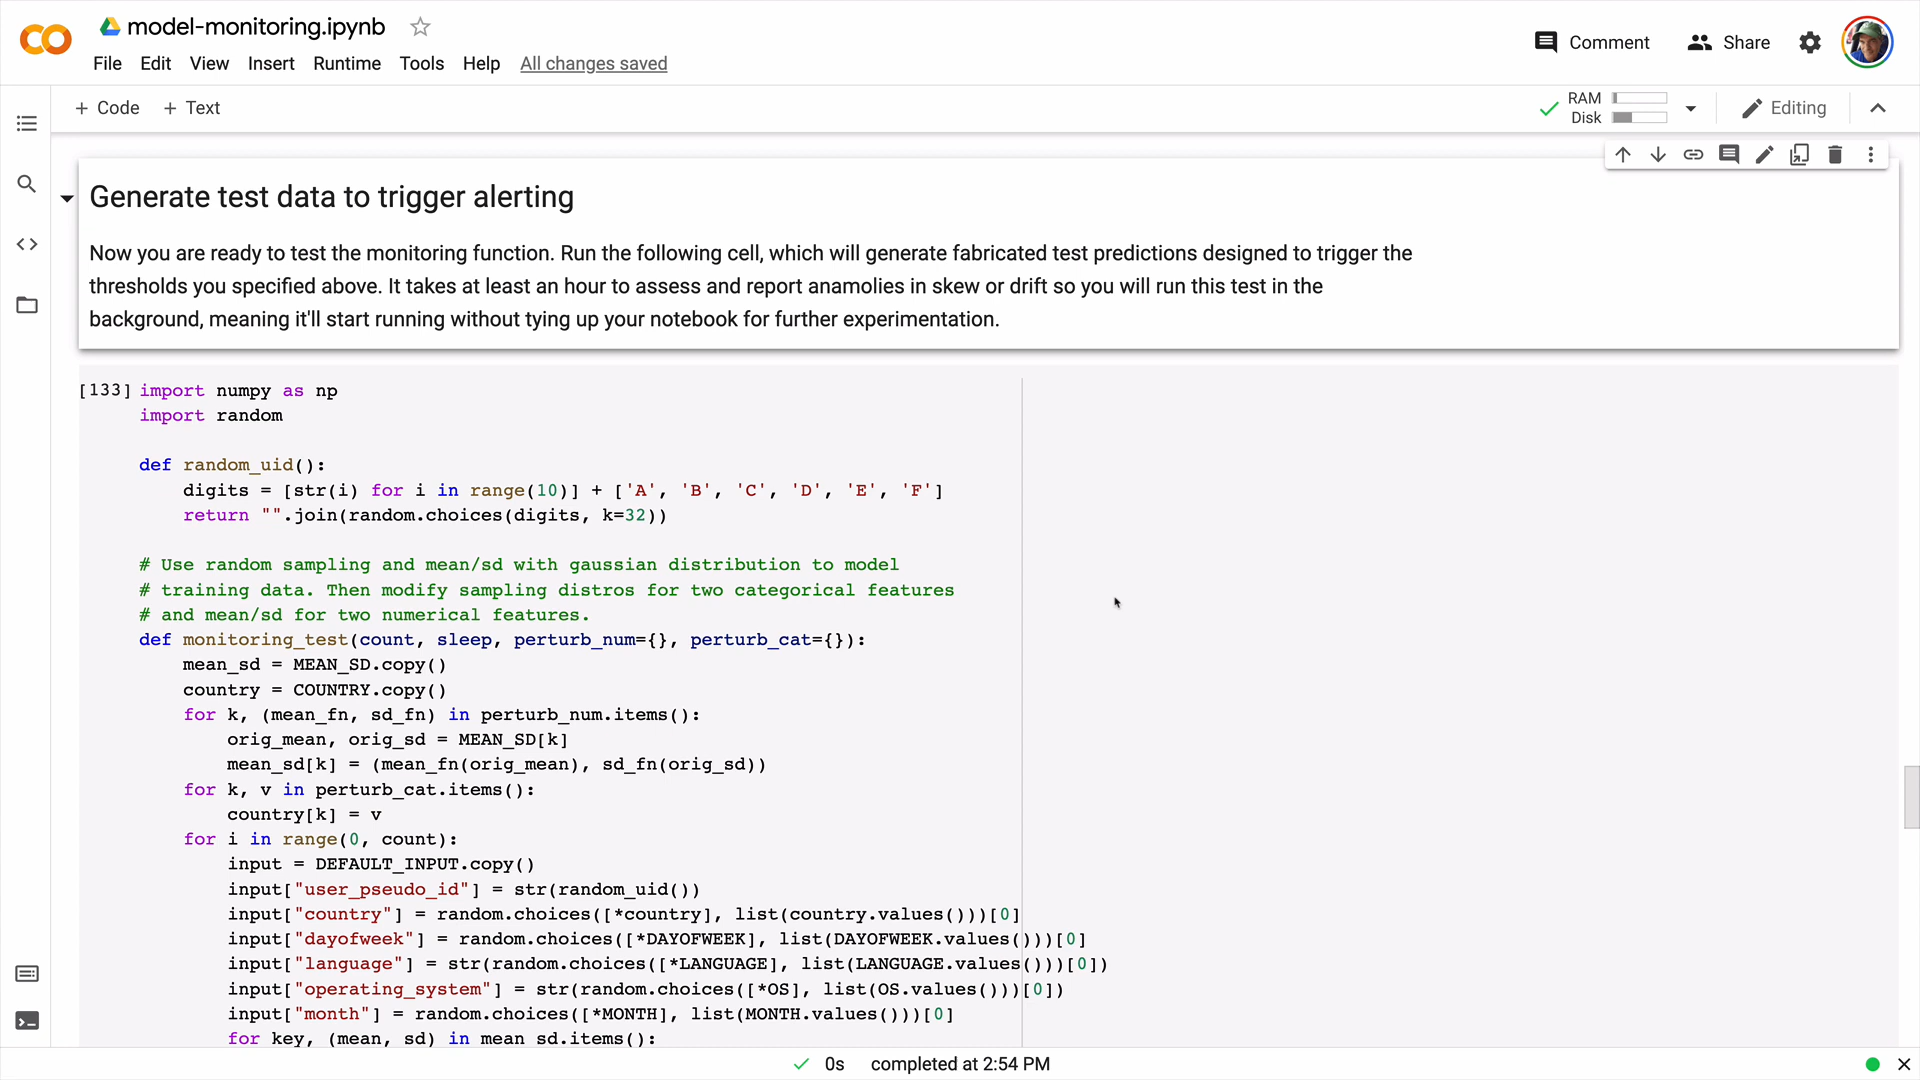 model-monitoring.ipynb
Comment
Share
File Edit View Insert Runtime Tools Help All changes saved
+ Code + Text
RAM
Disk
Editing
Generate test data to trigger alerting
Now you are ready to test the monitoring function. Run the following cell, which will generate fabricated test predictions designed to trigger the
thresholds you specified above. It takes at least an hour to assess and report anamolies in skew or drift so you will run this test in the
background, meaning it'll start running without tying up your notebook for further experimentation.
[133] import numpy as np
import random
def random_uid():
    digits = [str(i) for i in range(10)] + ['A', 'B', 'C', 'D', 'E', 'F']
    return "".join(random.choices(digits, k=32))
# Use random sampling and mean/sd with gaussian distribution to model
# training data. Then modify sampling distros for two categorical features
# and mean/sd for two numerical features.
def monitoring_test(count, sleep, perturb_num={}, perturb_cat={}):
    mean_sd = MEAN_SD.copy()
    country = COUNTRY.copy()
    for k, (mean_fn, sd_fn) in perturb_num.items():
        orig_mean, orig_sd = MEAN_SD[k]
        mean_sd[k] = (mean_fn(orig_mean), sd_fn(orig_sd))
    for k, v in perturb_cat.items():
        country[k] = v
    for i in range(0, count):
        input = DEFAULT_INPUT.copy()
        input["user_pseudo_id"] = str(random_uid())
        input["country"] = random.choices([*country], list(country.values()))[0]
        input["dayofweek"] = random.choices([*DAYOFWEEK], list(DAYOFWEEK.values()))[0]
        input["language"] = str(random.choices([*LANGUAGE], list(LANGUAGE.values()))[0])
        input["operating_system"] = str(random.choices([*OS], list(OS.values()))[0])
        input["month"] = random.choices([*MONTH], list(MONTH.values()))[0]
        for key, (mean, sd) in mean_sd.items():
0s completed at 2:54 PM